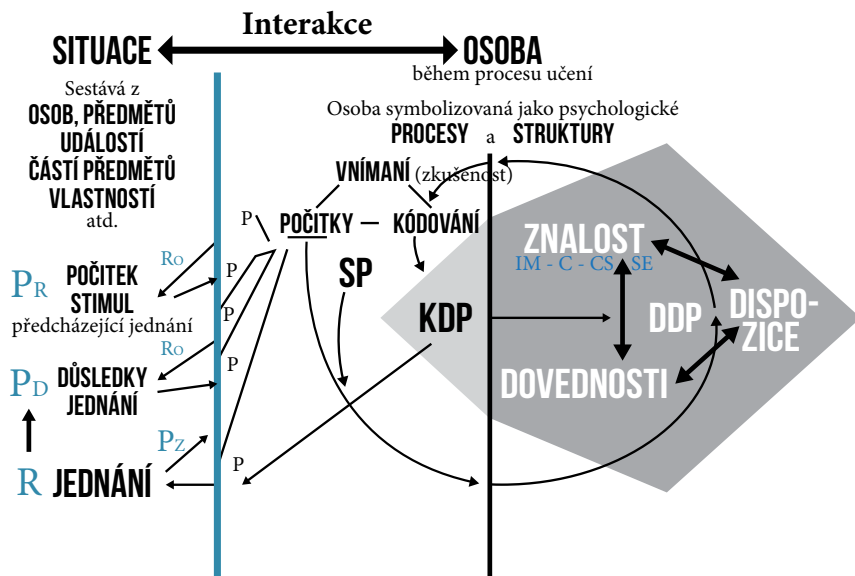 Interakce
SITUACE
OSOBA
během procesu učení
Sestává z
OSOB, PŘEDMĚTŮ
UDÁLOSTÍ
ČÁSTÍ PŘEDMĚTŮ
VLASTNOSTÍ
atd.
Osoba symbolizovaná jako psychologické
PROCESY a STRUKTURY
VNÍMANÍ (zkušenost)
P
POČÍTKY
KÓDOVÁNÍ
RO
P
PR
POČITEK
STIMUL
předcházející jednání
SP
KDP
ZNALOST
IM - C - CS - SE
DDP
DISPO-
ZICE
DOVEDNOSTI
P
RO
P
PD
DŮSLEDKY
JEDNÁNÍ
PZ
P
R
JEDNÁNÍ